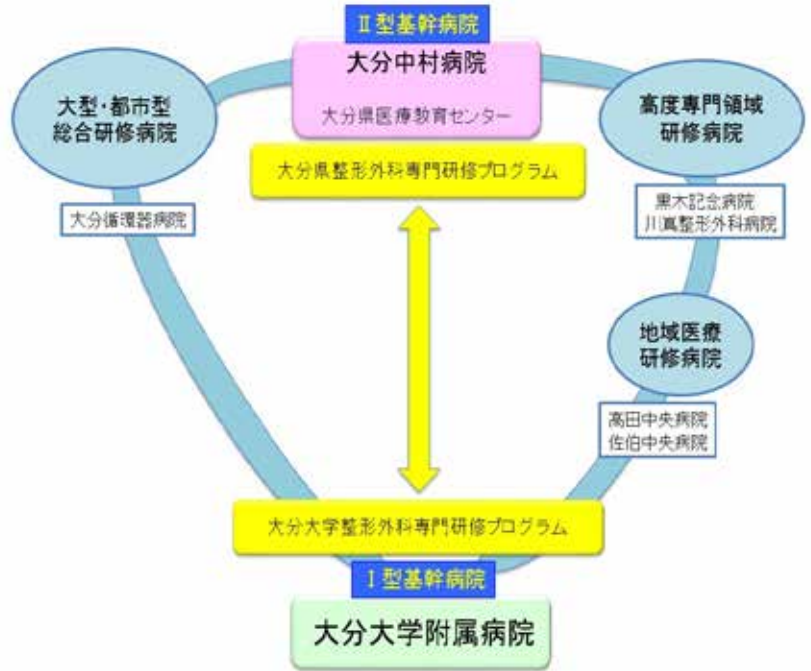 Ⅱ型基幹病院
大分中村病院
大分県医療教育センター
大分県整形外科専門研修プログラム
大型・都市型
総合研修病院
大分循環器病院
高度専門領域
研修病院
黒木記念病院
川嶌整形外科病院
地域医療
研修病院
高田中央病院
佐伯中央病院
大分大学整形外科専門研修プログラム
Ⅰ型基幹病院
大分大学附属病院